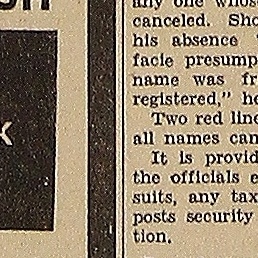 any one whose
canceled. Sho
his absence
facie presump
name was fr
registered," he
Two red line
all names can
It is provid
the officials e
suits, any tax
posts security
tion.